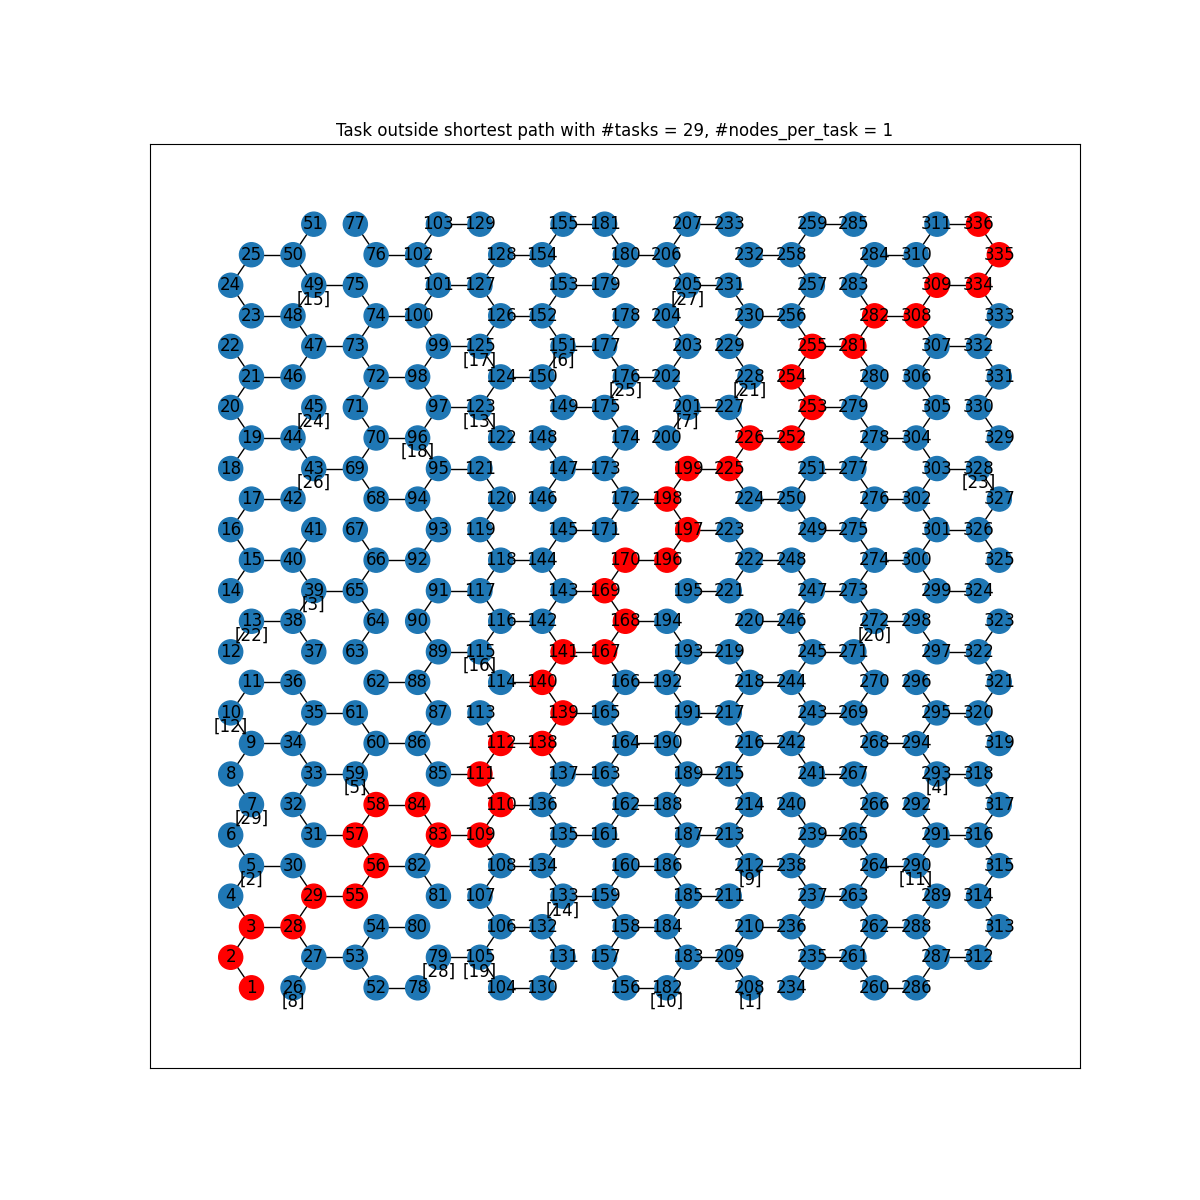 Task outside shortest path with #tasks = 29, #nodes_per_task = 1
51 77 103 129 155 181 207 233 259 285 311 336
25 50 76 102 128 154 180 206 232 258 284 310 335
24 49 75 101 127 153 179 205 231 257 283 309 334
[15] [27]
23 48 74 100 126 152 178 204 230 256 282 308 333
22 47 73 99 125 151 177 203 229 255 281 307 332
[17] [6]
21 46 72 98 124 150 176 202 228 254 280 306 331
[25] [21]
20 45 71 97 123 149 175 201 227 253 279 305 330
[24] [13] [7]
19 44 70 96 122 148 174 200 226 252 278 304 329
[18]
18 43 69 95 121 147 173 199 225 251 277 303 328
[26] [23]
17 42 68 94 120 146 172 198 224 250 276 302 327
16 41 67 93 119 145 171 197 223 249 275 301 326
15 40 66 92 118 144 170 196 222 248 274 300 325
14 39 65 91 117 143 169 195 221 247 273 299 324
[3]
13 38 64 90 116 142 168 194 220 246 272 298 323
[22] [20]
12 37 63 89 115 141 167 193 219 245 271 297 322
[16]
11 36 62 88 114 140 166 192 218 244 270 296 321
10 35 61 87 113 139 165 191 217 243 269 295 320
[12]
9 34 60 86 112 138 164 190 216 242 268 294 319
8 33 59 85 111 137 163 189 215 241 267 293 318
[5] [4]
7 32 58 84 110 136 162 188 214 240 266 292 317
[29]
6 31 57 83 109 135 161 187 213 239 265 291 316
5 30 56 82 108 134 160 186 212 238 264 290 315
[2] [9] [11]
4 29 55 81 107 133 159 185 211 237 263 289 314
[14]
3 28 54 80 106 132 158 184 210 236 262 288 313
2 27 53 79 105 131 157 183 209 235 261 287 312
[28] [19]
1 26 52 78 104 130 156 182 208 234 260 286
[8] [10] [1]